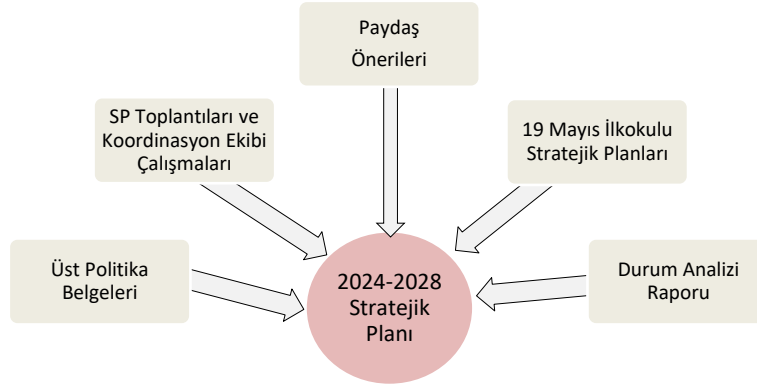 Paydaş
Önerileri
SP Toplantıları ve
Koordinasyon Ekibi
Çalışmaları
19 Mayıs İlkokulu
Stratejik Planları
Üst Politika
Belgeleri
2024-2028
Stratejik
Planı
Durum Analizi
Raporu